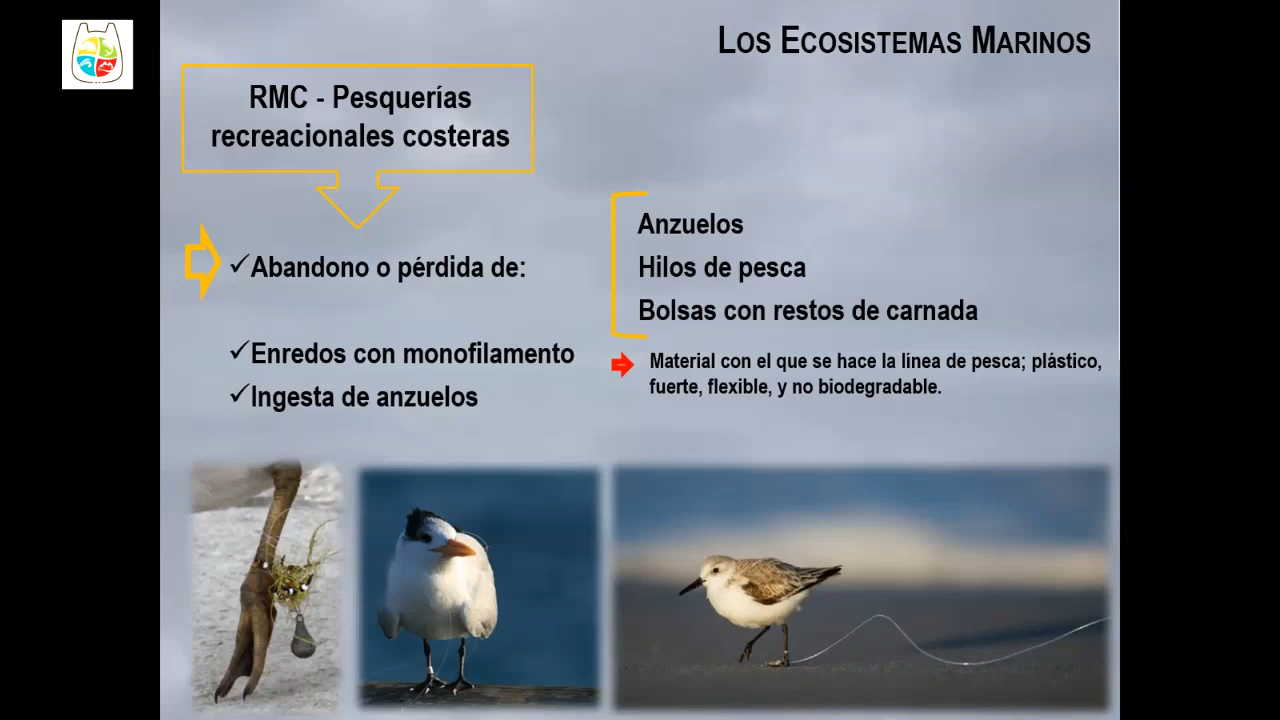 LOS ECOSISTEMAS MARINOS
RMC - Pesquerías
recreacionales costeras
✓Abandono o pérdida de:
Anzuelos
Hilos de pesca
Bolsas con restos de carnada
✓Enredos con monofilamento
Material con el que se hace la línea de pesca; plástico,
fuerte, flexible, y no biodegradable.
✓Ingesta de anzuelos